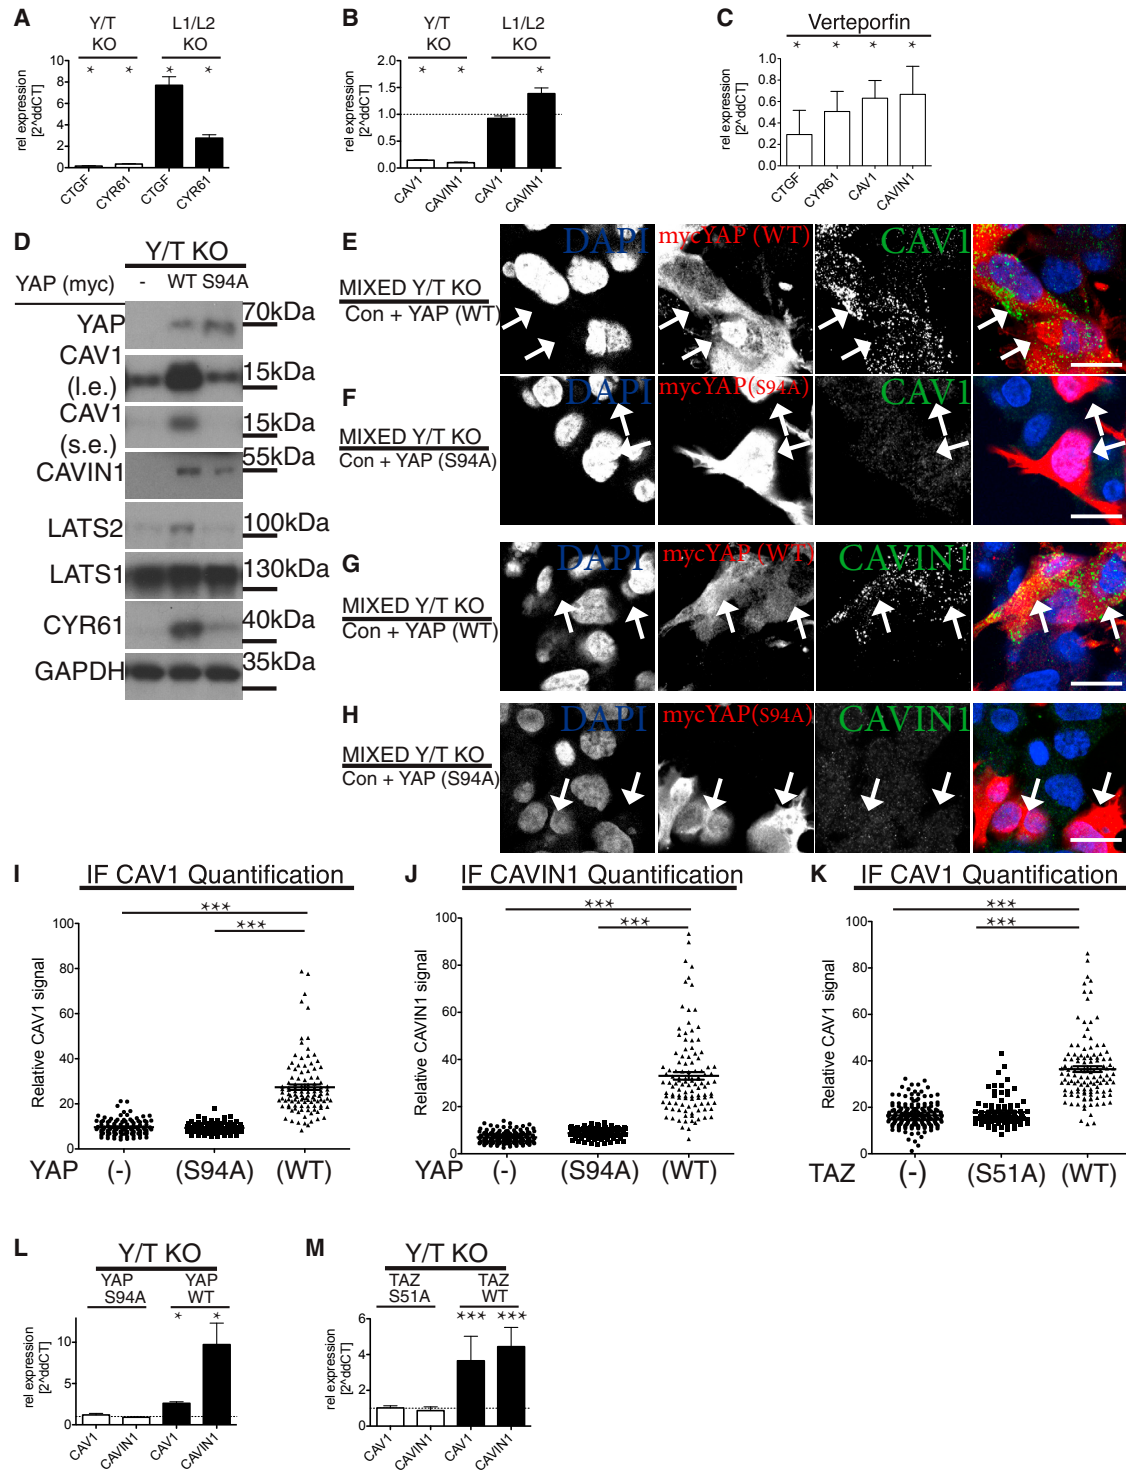 A
Y/T
KO
L1/L2
KO
* * * *
rel expression
[2^ddCT]
10
8
6
4
2
0
CTGF
CYR61
CTGF
CYR61
B
Y/T
KO
L1/L2
KO
* * *
rel expression
[2^ddCT]
2.0
1.5
1.0
0.5
0.0
CAV1
CAVIN1
CAV1
CAVIN1
C
Verteporfin
* * * *
rel expression
[2^ddCT]
1.0
0.8
0.6
0.4
0.2
0.0
CTGF
CYR61
CAV1
CAVIN1
D
Y/T KO
YAP (myc) - WT S94A
YAP 70kDa
CAV1
(l.e.) 15kDa
CAV1
(s.e.) 15kDa
CAVIN1 55kDa
LATS2 100kDa
LATS1 130kDa
CYR61 40kDa
GAPDH 35kDa
E
MIXED Y/T KO
Con + YAP (WT)
DAPI mycYAP (WT) CAV1
F
MIXED Y/T KO
Con + YAP (S94A)
DAPI mycYAP(S94A) CAV1
G
MIXED Y/T KO
Con + YAP (WT)
DAPI mycYAP (WT) CAVIN1
H
MIXED Y/T KO
Con + YAP (S94A)
DAPI mycYAP(S94A) CAVIN1
I
IF CAV1 Quantification
***
***
Relative CAV1 signal
100
80
60
40
20
0
YAP (-) (S94A) (WT)
J
IF CAVIN1 Quantification
***
***
Relative CAVIN1 signal
100
80
60
40
20
0
YAP (-) (S94A) (WT)
K
IF CAV1 Quantification
***
***
Relative CAV1 signal
100
80
60
40
20
0
TAZ (-) (S51A) (WT)
L
Y/T KO
YAP
S94A
YAP
WT
* *
rel expression
[2^ddCT]
10
5
0
CAV1
CAVIN1
CAV1
CAVIN1
M
Y/T KO
TAZ
S51A
TAZ
WT
*** ***
rel expression
[2^ddCT]
6
4
2
0
CAV1
CAVIN1
CAV1
CAVIN1